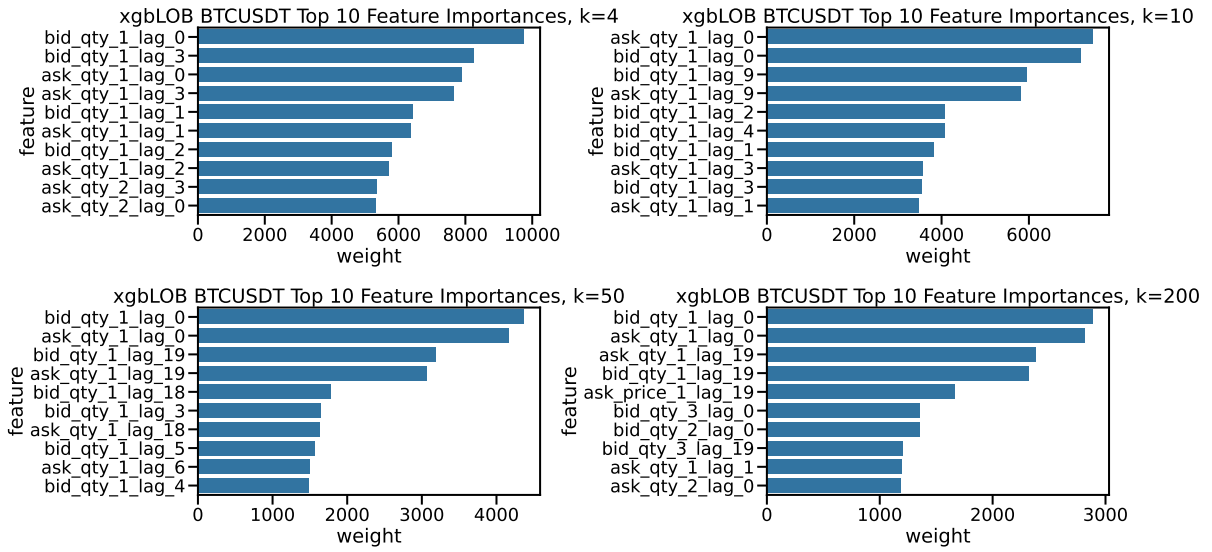 xgbLOB BTCUSDT Top 10 Feature Importances, k=4
feature
bid_qty_1_lag_0
bid_qty_1_lag_3
ask_qty_1_lag_0
ask_qty_1_lag_3
bid_qty_1_lag_1
ask_qty_1_lag_1
bid_qty_1_lag_2
ask_qty_1_lag_2
ask_qty_2_lag_3
ask_qty_2_lag_0
0 2000 4000 6000 8000 10000
weight
xgbLOB BTCUSDT Top 10 Feature Importances, k=10
feature
ask_qty_1_lag_0
bid_qty_1_lag_0
bid_qty_1_lag_9
ask_qty_1_lag_9
bid_qty_1_lag_2
bid_qty_1_lag_4
bid_qty_1_lag_1
ask_qty_1_lag_3
bid_qty_1_lag_3
ask_qty_1_lag_1
0 2000 4000 6000
weight
xgbLOB BTCUSDT Top 10 Feature Importances, k=50
feature
bid_qty_1_lag_0
ask_qty_1_lag_0
bid_qty_1_lag_19
ask_qty_1_lag_19
bid_qty_1_lag_18
bid_qty_1_lag_3
ask_qty_1_lag_18
bid_qty_1_lag_5
ask_qty_1_lag_6
bid_qty_1_lag_4
0 1000 2000 3000 4000
weight
xgbLOB BTCUSDT Top 10 Feature Importances, k=200
feature
bid_qty_1_lag_0
ask_qty_1_lag_0
ask_qty_1_lag_19
bid_qty_1_lag_19
ask_price_1_lag_19
bid_qty_3_lag_0
bid_qty_2_lag_0
bid_qty_3_lag_19
ask_qty_1_lag_1
ask_qty_2_lag_0
0 1000 2000 3000
weight